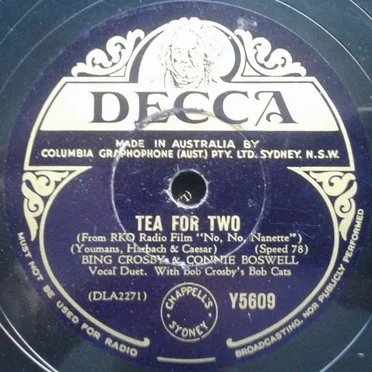 DECCA
MADE IN AUSTRALIA BY
COLUMBIA GRAPHOPHONE (AUST.) PTY. LTD. SYDNEY, N.S.W.
TEA FOR TWO
(From RKO Radio Film "No, No, Nanette")
(Youmans, Harbach & Caesar) (Speed 78)
BING CROSBY & CONNIE BOSWELL
Vocal Duet. With Bob Crosby's Bob Cats
(DLA2271)
CHAPPELL'S
SYDNEY
Y5609
MUST NOT BE USED FOR RADIO BROADCASTING, NOR PUBLICLY PERFORMED